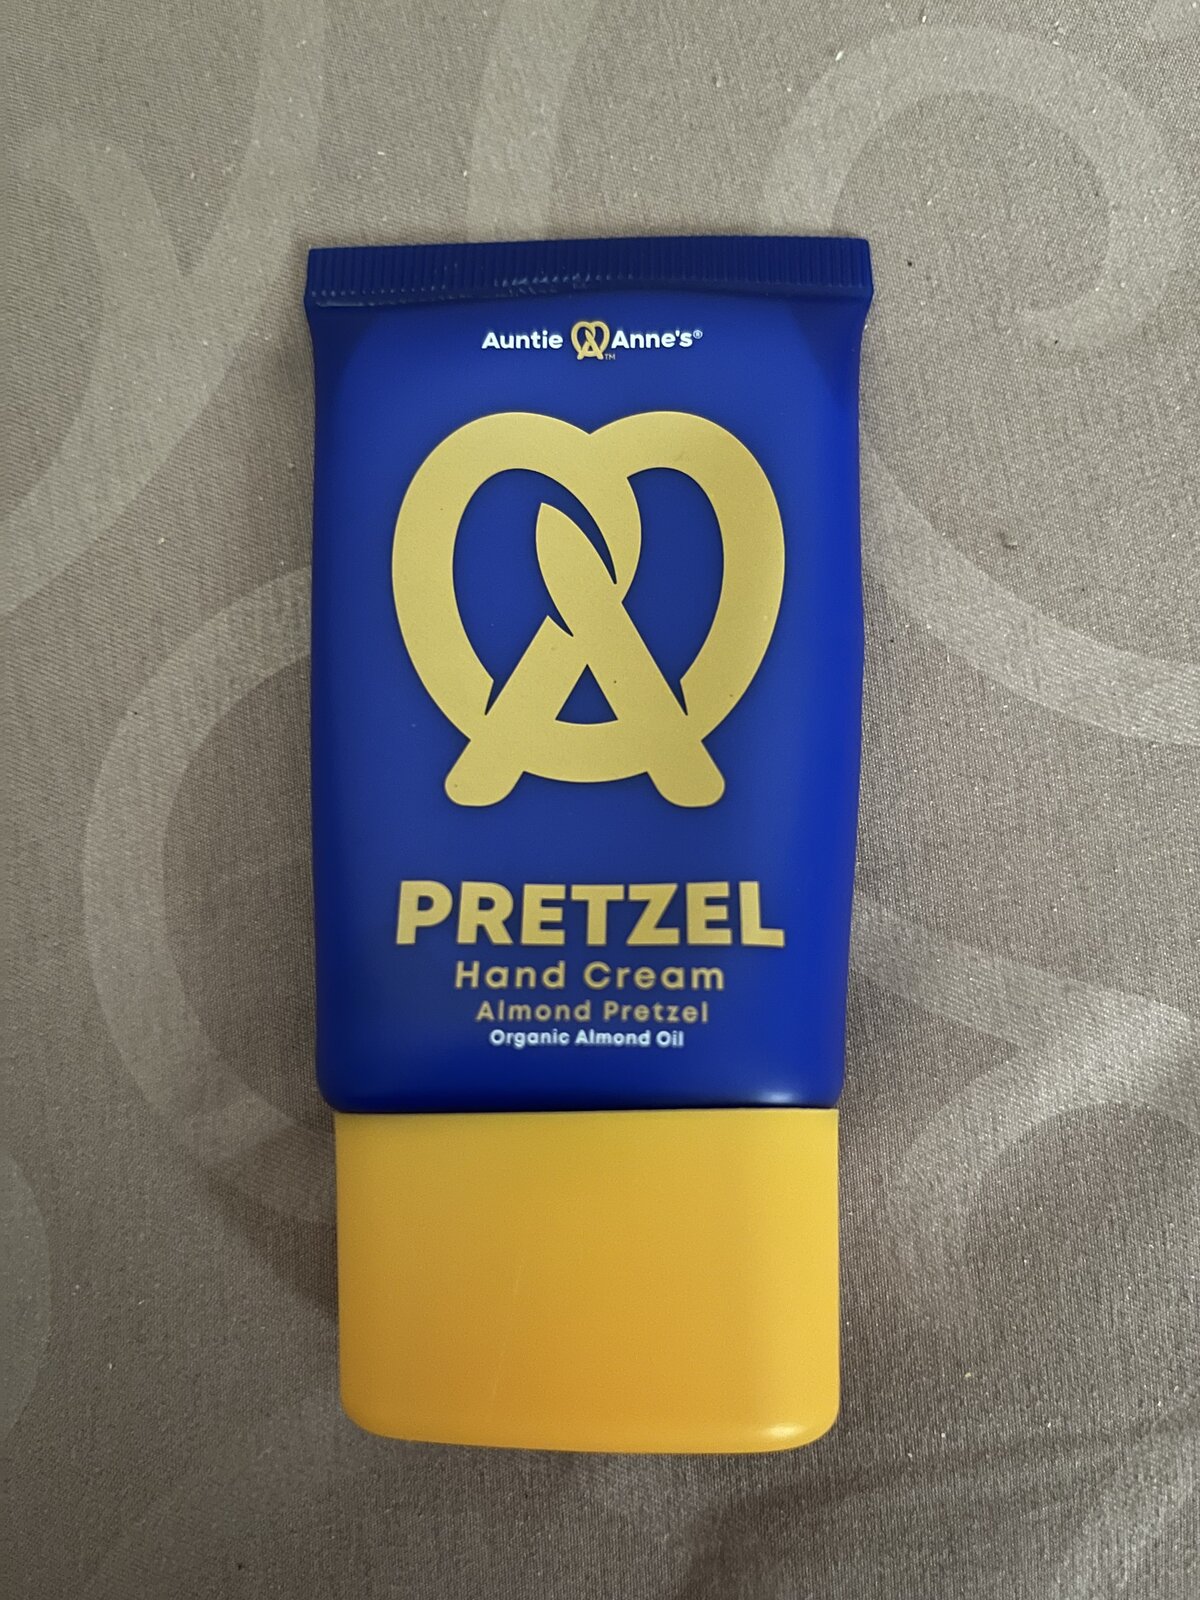 Auntie Anne's®
TM
PRETZEL
Hand Cream
Almond Pretzel
Organic Almond Oil